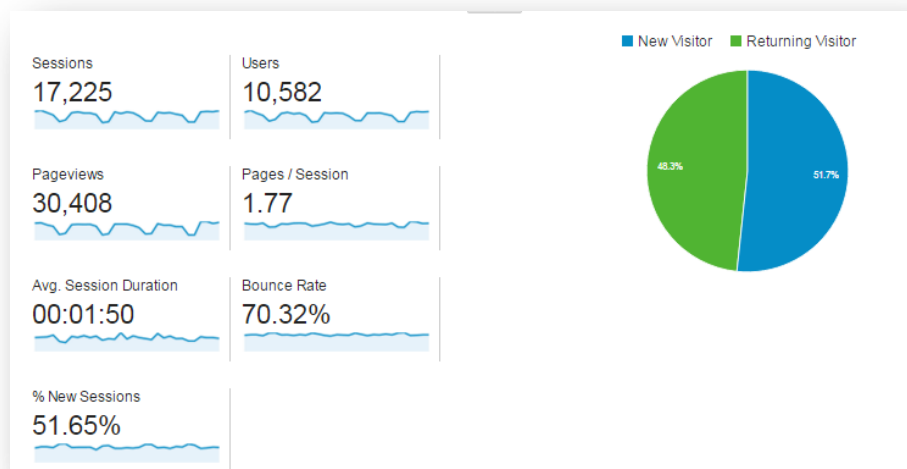 New Visitor Returning Visitor
Sessions
17,225
Users
10,582
Pageviews
30,408
Pages / Session
1.77
Avg. Session Duration
00:01:50
Bounce Rate
70.32%
% New Sessions
51.65%
48.3%
51.7%